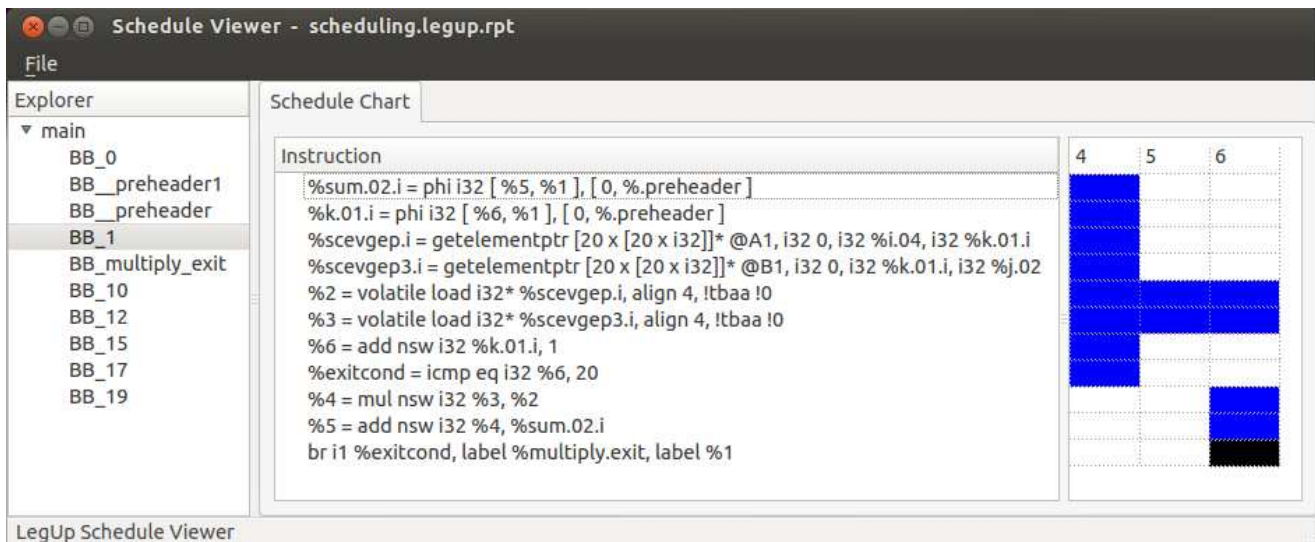 Schedule Viewer - scheduling.legup.rpt
File
Explorer
main
BB_0
BB__preheader1
BB__preheader
BB_1
BB_multiply_exit
BB_10
BB_12
BB_15
BB_17
BB_19
Schedule Chart
Instruction
%sum.02.i = phi i32 [ %5, %1 ], [ 0, %.preheader ]
%k.01.i = phi i32 [ %6, %1 ], [ 0, %.preheader ]
%scevgep.i = getelementptr [20 x [20 x i32]]* @A1, i32 0, i32 %i.04, i32 %k.01.i
%scevgep3.i = getelementptr [20 x [20 x i32]]* @B1, i32 0, i32 %k.01.i, i32 %j.02
%2 = volatile load i32* %scevgep.i, align 4, !tbaa !0
%3 = volatile load i32* %scevgep3.i, align 4, !tbaa !0
%6 = add nsw i32 %k.01.i, 1
%exitcond = icmp eq i32 %6, 20
%4 = mul nsw i32 %3, %2
%5 = add nsw i32 %4, %sum.02.i
br i1 %exitcond, label %multiply.exit, label %1
4 5 6
LegUp Schedule Viewer